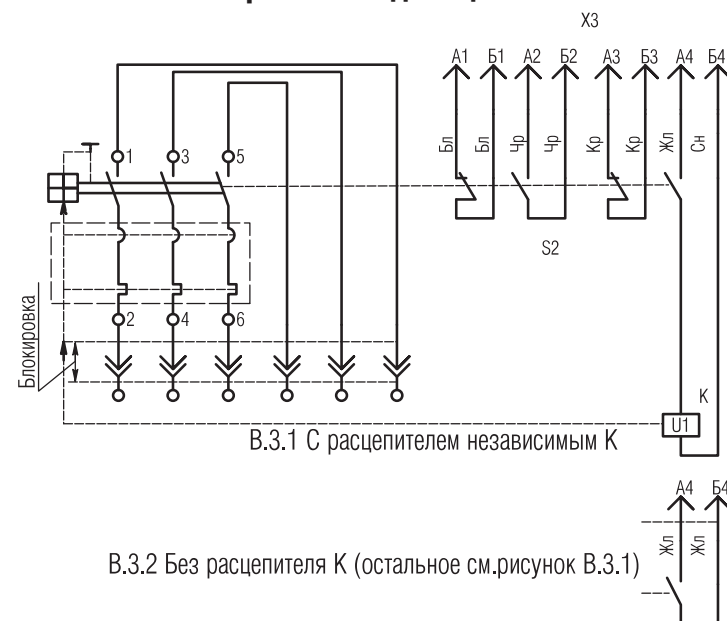 X3
А1 Б1 А2 Б2 А3 Б3 А4 Б4
Бл Бл Чр Чр Кр Кр Жл Сн
1 3 5
S2
2 4 6
Блокировка
К
U1
В.3.1 С расцепителем независимым К
А4 Б4
Жл Жл
В.3.2 Без расцепителя К (остальное см.рисунок В.3.1)